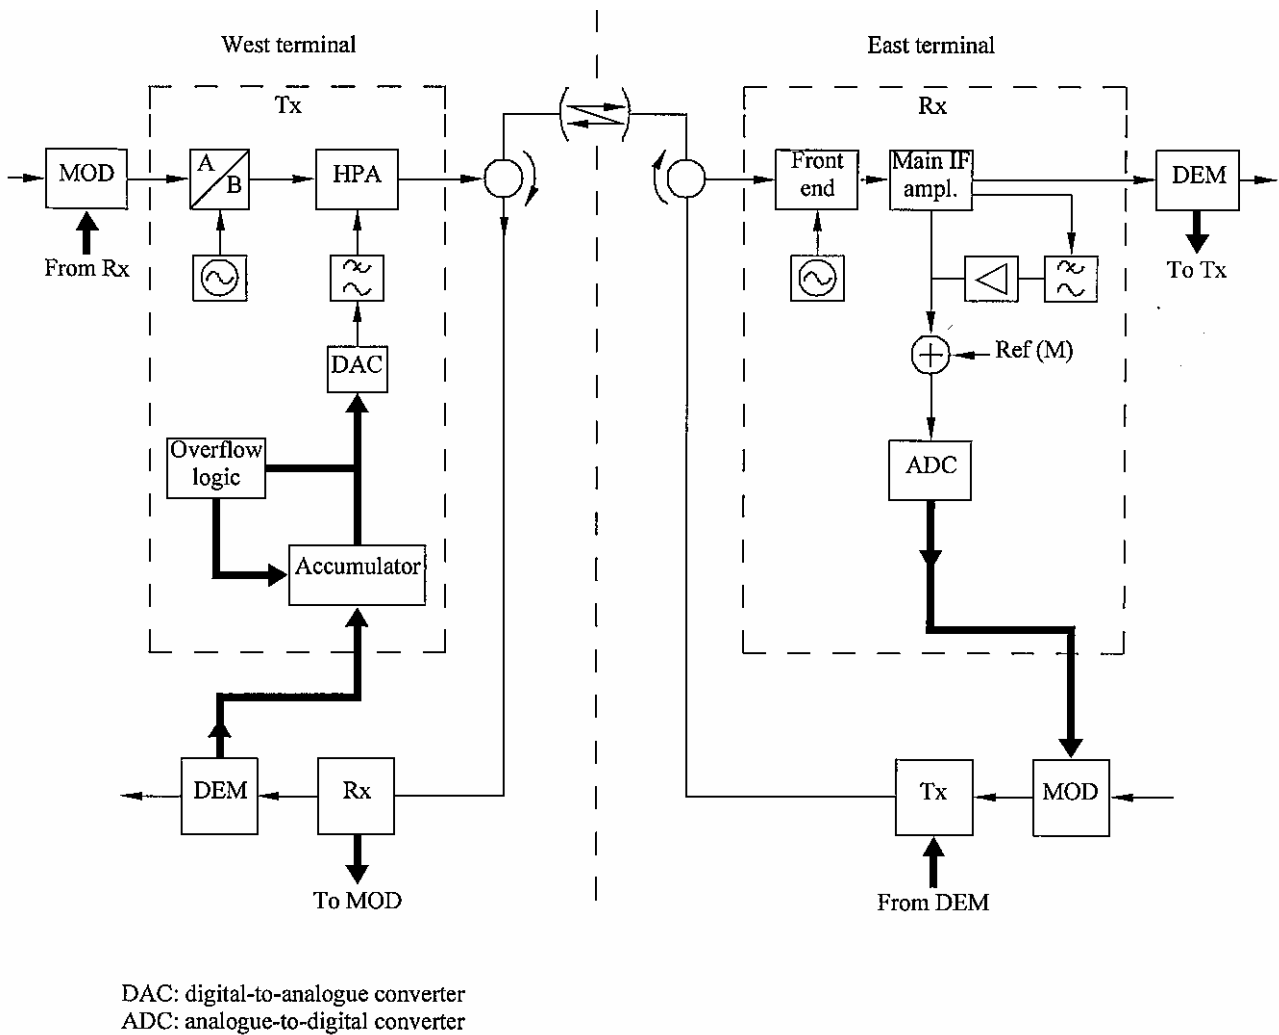 West terminal
East terminal
Tx
Rx
MOD
A
B
HPA
Front
end
Main IF
ampl.
DEM
From Rx
To Tx
DAC
Ref (M)
Overflow
logic
ADC
Accumulator
DEM
Rx
Tx
MOD
To MOD
From DEM
DAC: digital-to-analogue converter
ADC: analogue-to-digital converter